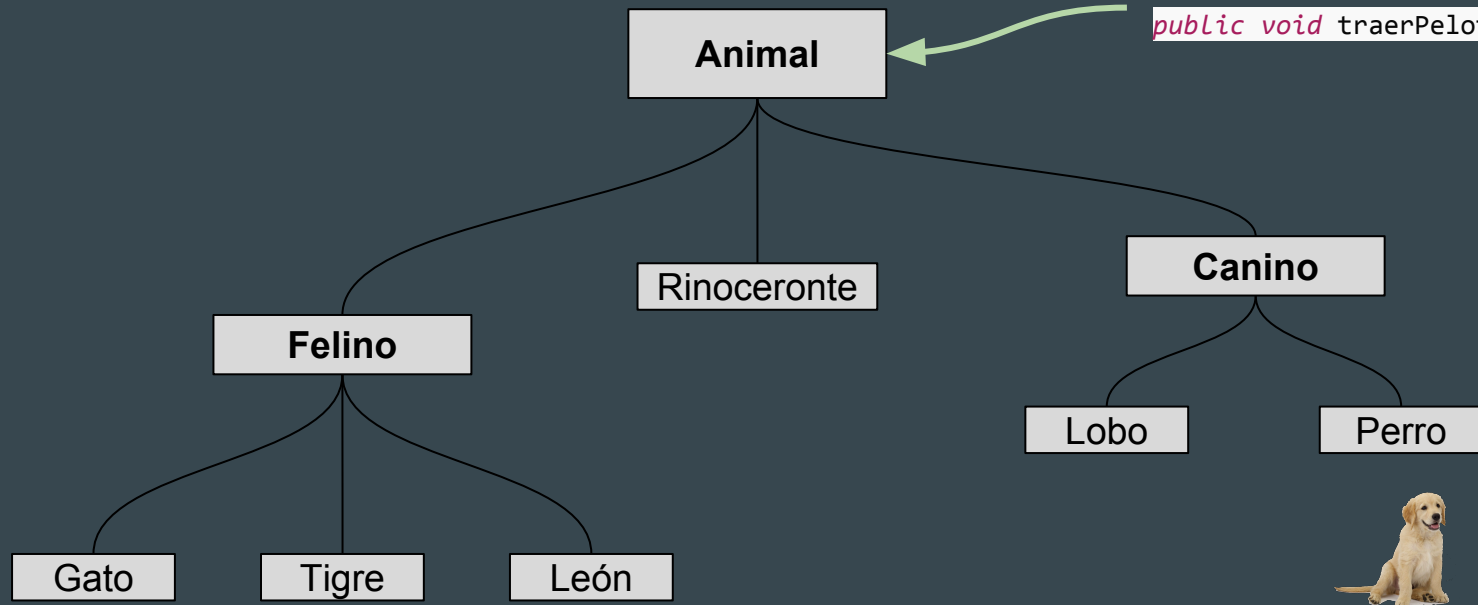 Animal
public void traerPelo
Rinoceronte
Canino
Felino
Lobo
Perro
Gato
Tigre
León